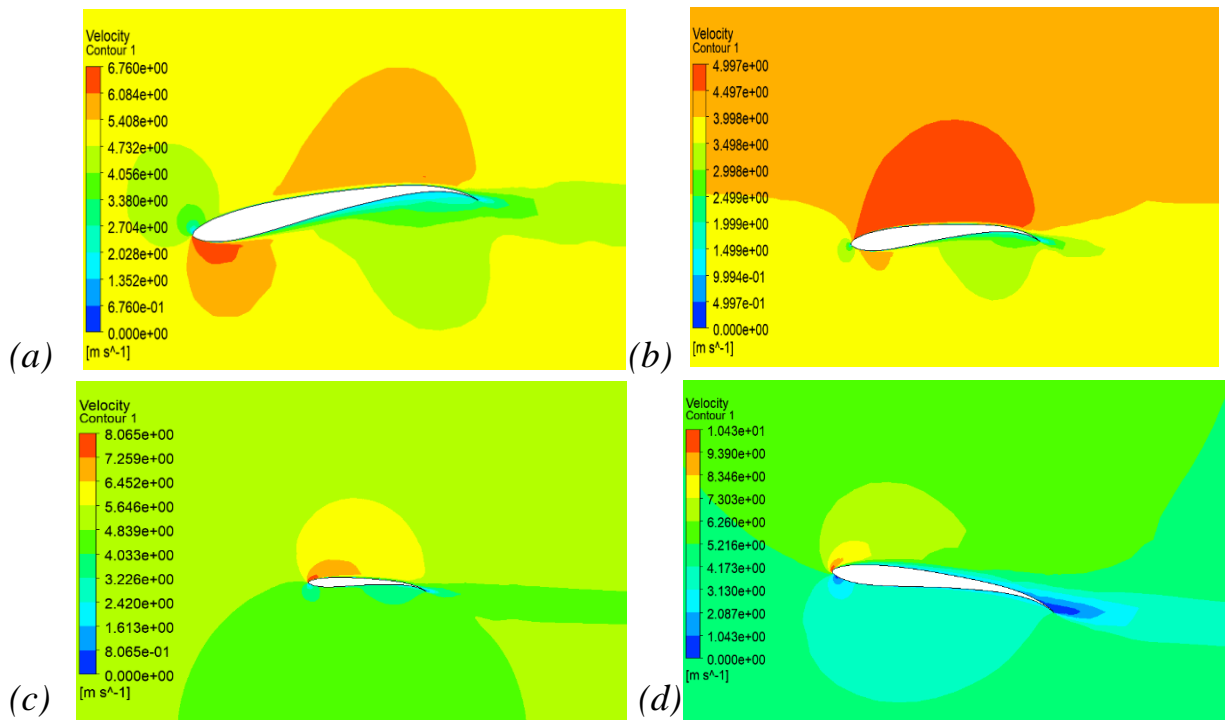 Velocity
Contour 1
6.760e+00
6.084e+00
5.408e+00
4.732e+00
4.056e+00
3.380e+00
2.704e+00
2.028e+00
1.352e+00
6.760e-01
0.000e+00
[m s^-1]
(a)
Velocity
Contour 1
4.997e+00
4.497e+00
3.998e+00
3.498e+00
2.998e+00
2.499e+00
1.999e+00
1.499e+00
9.994e-01
4.997e-01
0.000e+00
[m s^-1]
(b)
Velocity
Contour 1
8.065e+00
7.259e+00
6.452e+00
5.646e+00
4.839e+00
4.033e+00
3.226e+00
2.420e+00
1.613e+00
8.065e-01
0.000e+00
[m s^-1]
(c)
Velocity
Contour 1
1.043e+01
9.390e+00
8.346e+00
7.303e+00
6.260e+00
5.216e+00
4.173e+00
3.130e+00
2.087e+00
1.043e+00
0.000e+00
[m s^-1]
(d)